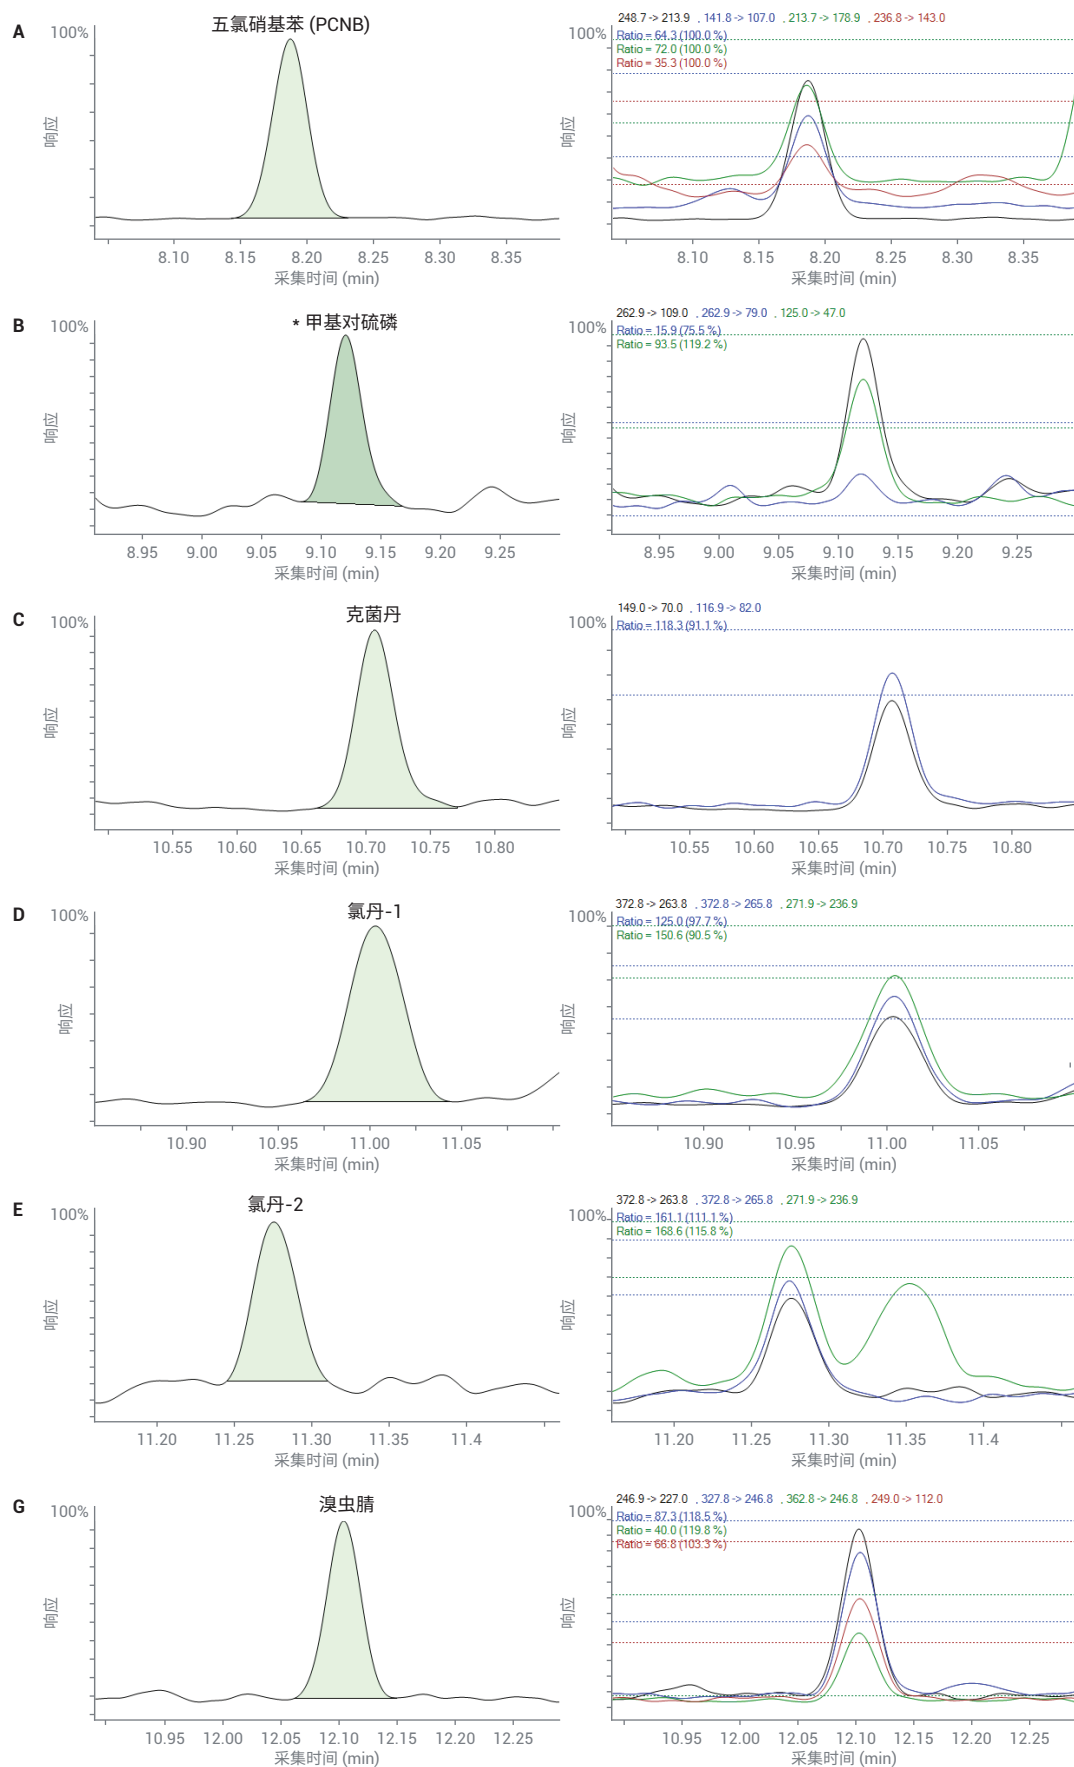 A
五氯硝基苯 (PCNB)
100%
响应
8.10 8.15 8.20 8.25 8.30 8.35
采集时间 (min)
248.7 -> 213.9 , 141.8 -> 107.0 , 213.7 -> 178.9 , 236.8 -> 143.0
100%
Ratio = 64.3 (100.0 %)
Ratio = 72.0 (100.0 %)
Ratio = 35.3 (100.0 %)
响应
8.10 8.15 8.20 8.25 8.30 8.35
采集时间 (min)
B
* 甲基对硫磷
100%
响应
8.95 9.00 9.05 9.10 9.15 9.20 9.25
采集时间 (min)
262.9 -> 109.0 , 262.9 -> 79.0 , 125.0 -> 47.0
100%
Ratio = 15.9 (75.5 %)
Ratio = 93.5 (119.2 %)
响应
8.95 9.00 9.05 9.10 9.15 9.20 9.25
采集时间 (min)
C
克菌丹
100%
响应
10.55 10.60 10.65 10.70 10.75 10.80
采集时间 (min)
149.0 -> 70.0 , 116.9 -> 82.0
100%
Ratio = 118.3 (91.1 %)
响应
10.55 10.60 10.65 10.70 10.75 10.80
采集时间 (min)
D
氯丹-1
100%
响应
10.90 10.95 11.00 11.05
采集时间 (min)
372.8 -> 263.8 , 372.8 -> 265.8 , 271.9 -> 236.9
100%
Ratio = 125.0 (97.7 %)
Ratio = 150.6 (90.5 %)
响应
10.90 10.95 11.00 11.05
采集时间 (min)
E
氯丹-2
100%
响应
11.20 11.25 11.30 11.35 11.4
采集时间 (min)
372.8 -> 263.8 , 372.8 -> 265.8 , 271.9 -> 236.9
100%
Ratio = 161.1 (111.1 %)
Ratio = 168.6 (115.8 %)
响应
11.20 11.25 11.30 11.35 11.4
采集时间 (min)
G
溴虫腈
100%
响应
10.95 12.00 12.05 12.10 12.15 12.20 12.25
采集时间 (min)
246.9 -> 227.0 , 327.8 -> 246.8 , 362.8 -> 246.8 , 249.0 -> 112.0
100%
Ratio = 87.3 (118.5 %)
Ratio = 40.0 (119.8 %)
Ratio = 66.8 (103.3 %)
响应
10.95 12.00 12.05 12.10 12.15 12.20 12.25
采集时间 (min)